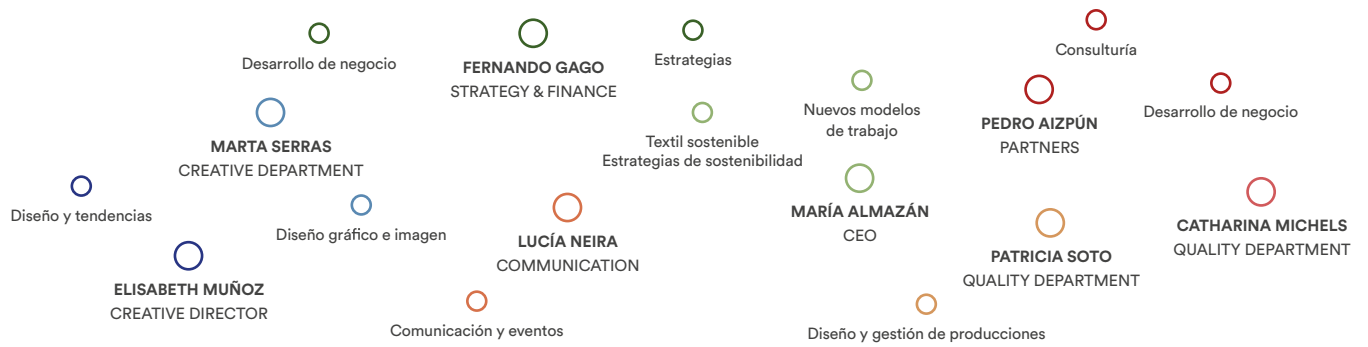 Consulturía
Desarrollo de negocio
FERNANDO GAGO
STRATEGY & FINANCE
Estrategias
Nuevos modelos
de trabajo
PEDRO AIZPÚN
PARTNERS
Desarrollo de negocio
MARTA SERRAS
CREATIVE DEPARTMENT
Textil sostenible
Estrategias de sostenibilidad
Diseño y tendencias
Diseño gráfico e imagen
LUCÍA NEIRA
COMMUNICATION
MARÍA ALMAZÁN
CEO
CATHARINA MICHELS
QUALITY DEPARTMENT
PATRICIA SOTO
QUALITY DEPARTMENT
ELISABETH MUÑOZ
CREATIVE DIRECTOR
Comunicación y eventos
Diseño y gestión de producciones